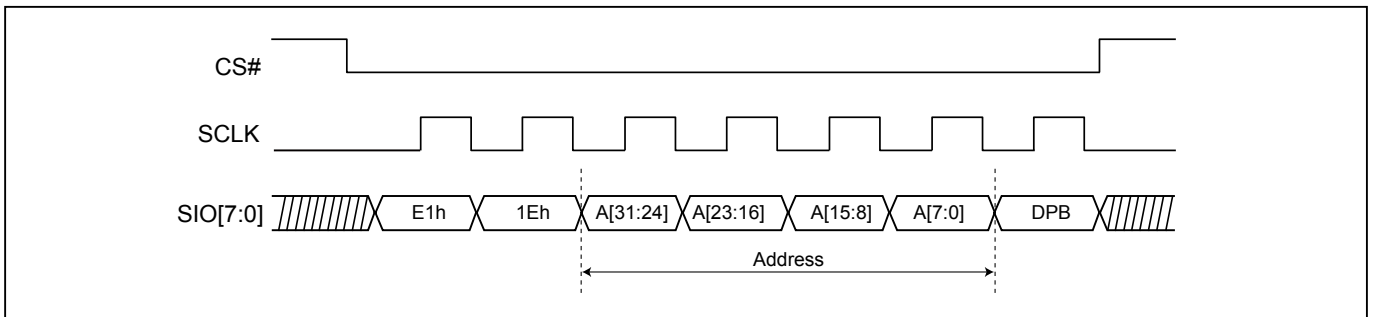 CS#
SCLK
SIO[7:0] E1h 1Eh A[31:24] A[23:16] A[15:8] A[7:0] DPB
Address